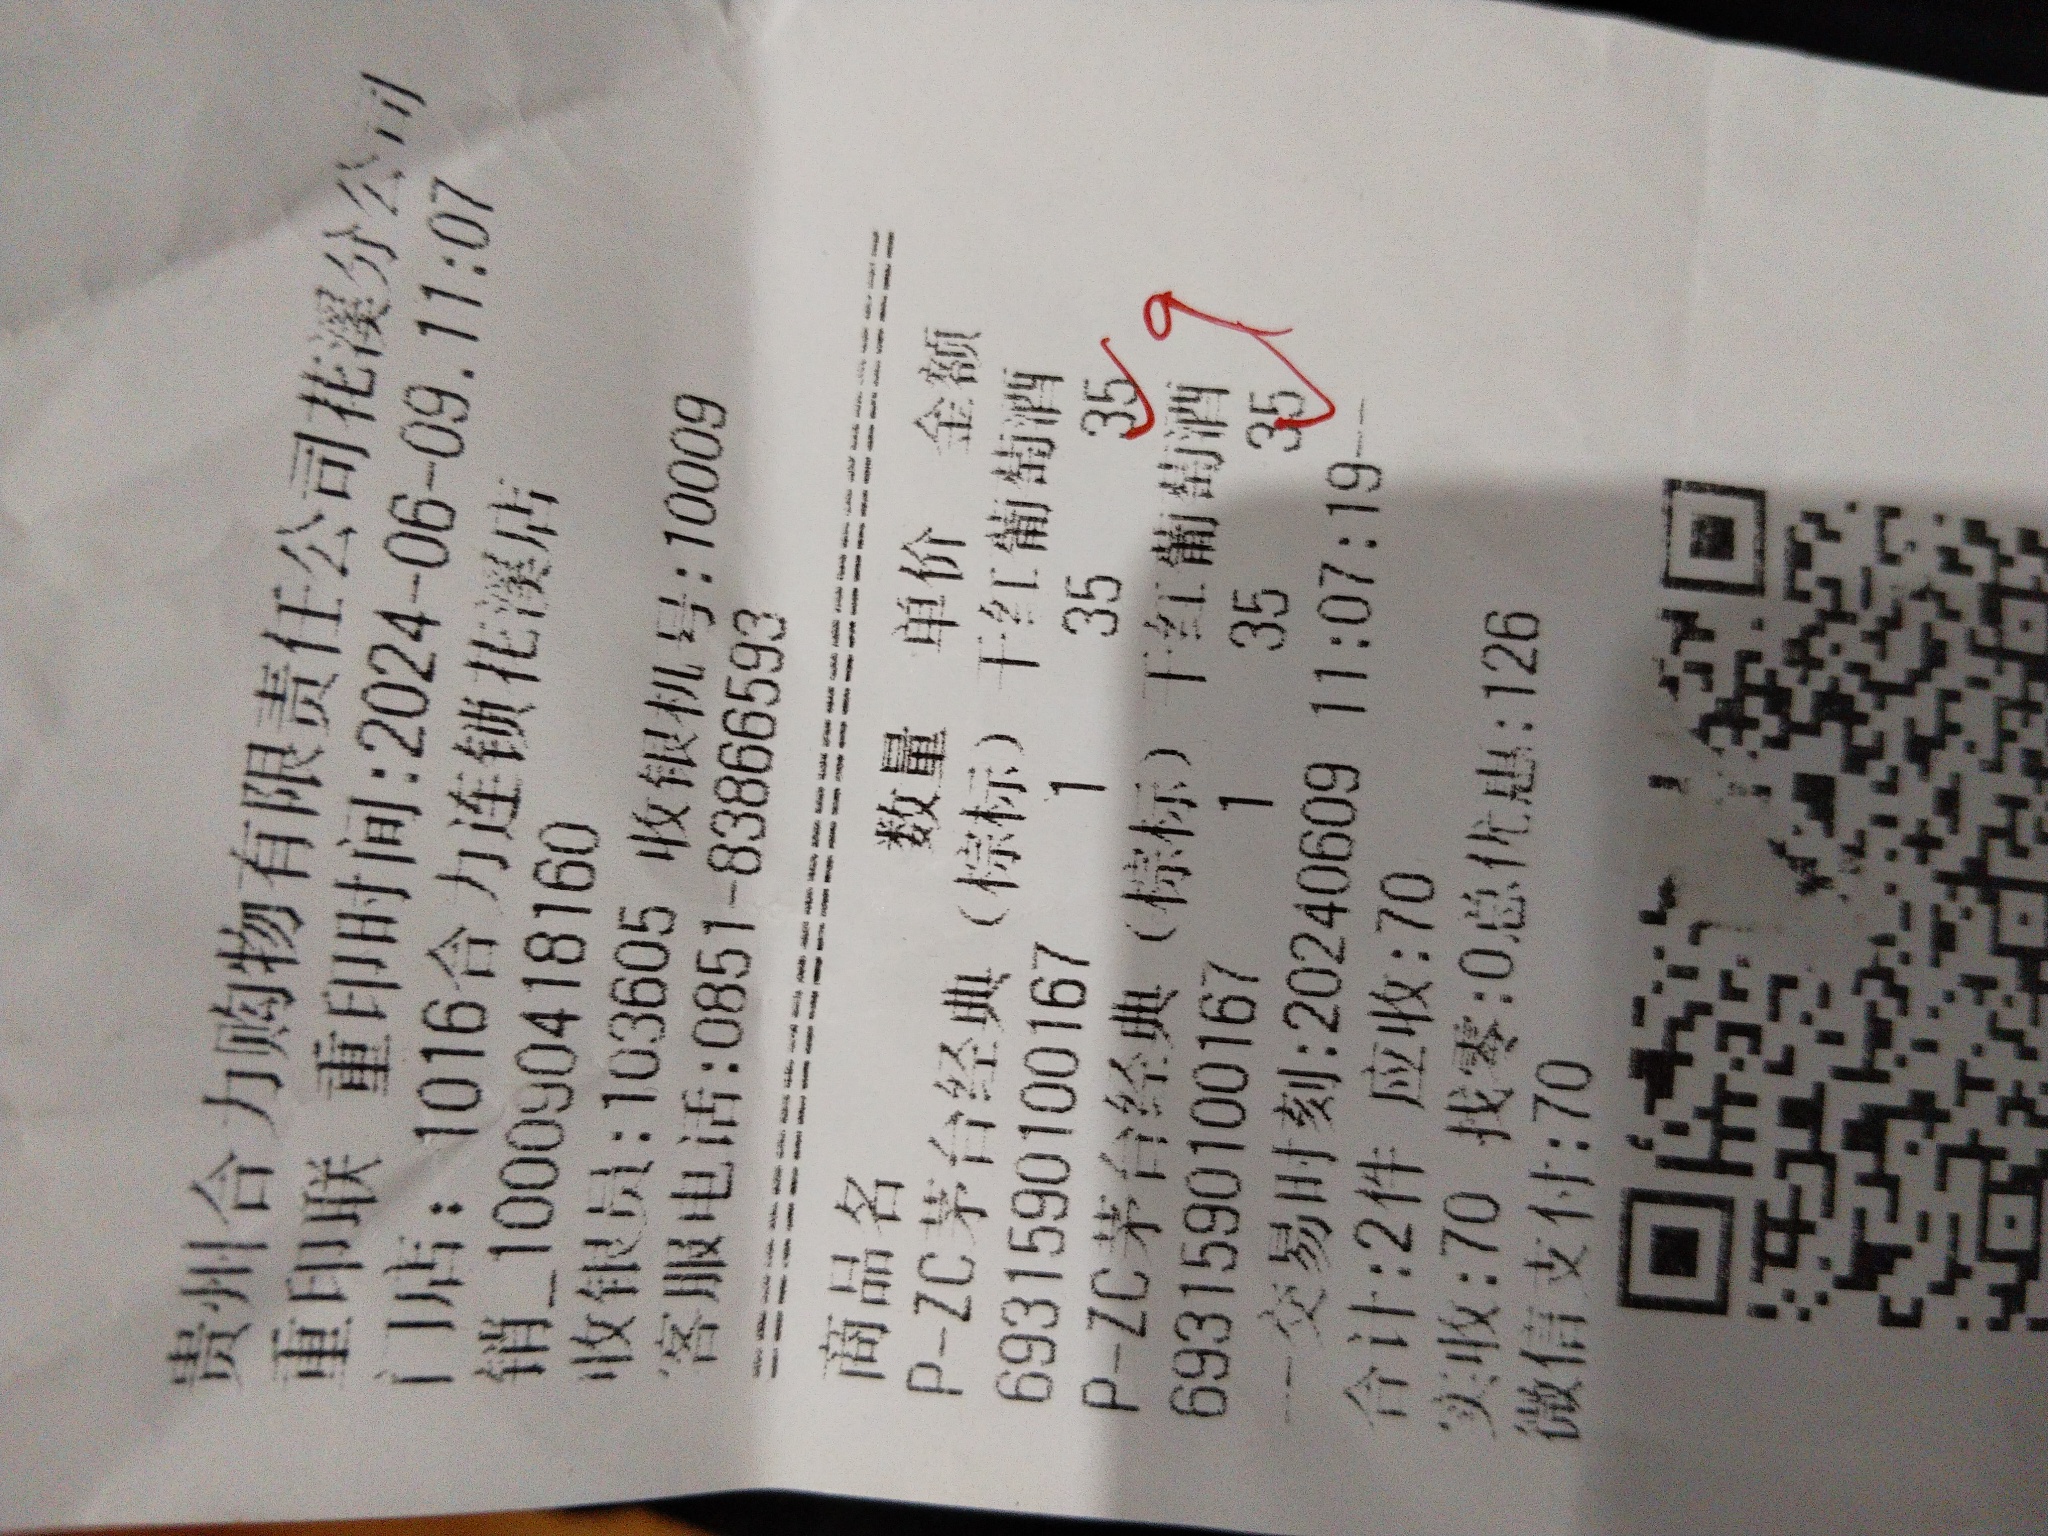 贵州合力购物有限责任公司花溪分公司
重印联 重印时间:2024-06-09.11:07
门店: 1016合力连锁花溪店
销_100090418160
收银员:103605 收银机号:10009
客服电话:0851-83866593
商品名 数量 单价 金额
P-ZC茅台经典(棕标)干红葡萄酒
6931590100167 1 35 35
P-ZC茅台经典(棕标)干红葡萄酒
6931590100167 1 35 35
—交易时刻:20240609 11:07:19—
合计:2件 应收:70
实收:70 找零:0总优惠:126
微信支付:70